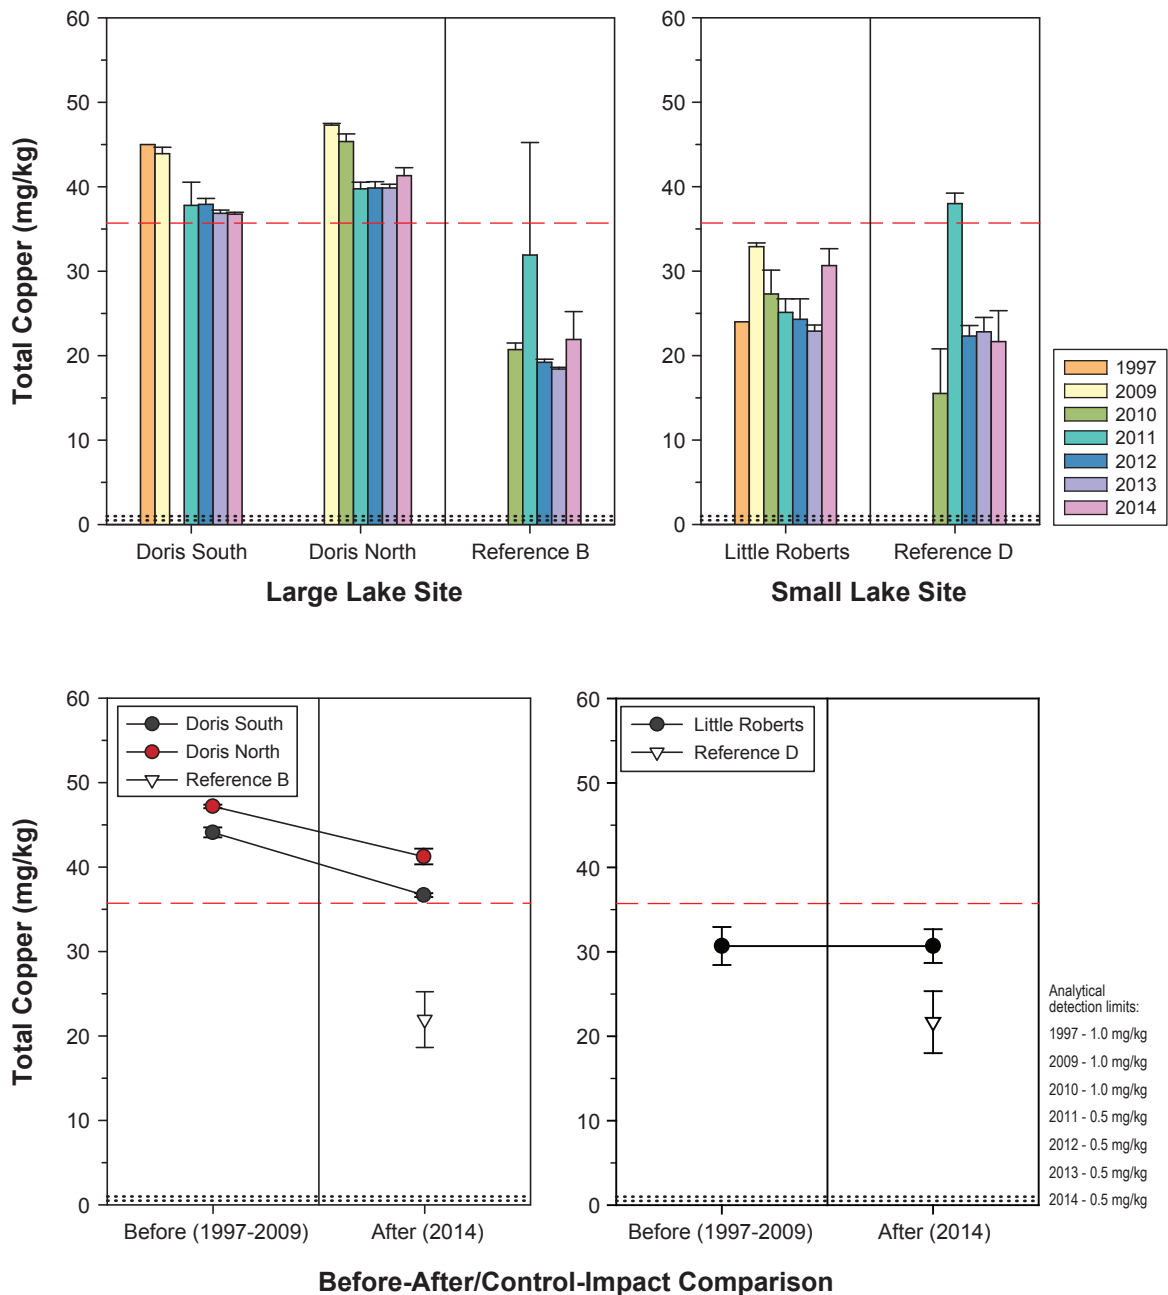 Total Copper (mg/kg)
60
50
40
30
20
10
0
Doris South
Doris North
Reference B
Large Lake Site
60
50
40
30
20
10
0
Little Roberts
Reference D
Small Lake Site
1997
2009
2010
2011
2012
2013
2014
Total Copper (mg/kg)
60
50
40
30
20
10
0
Doris South
Doris North
Reference B
Before (1997-2009)
After (2014)
60
50
40
30
20
10
0
Little Roberts
Reference D
Before (1997-2009)
After (2014)
Analytical
detection limits:
1997 - 1.0 mg/kg
2009 - 1.0 mg/kg
2010 - 1.0 mg/kg
2011 - 0.5 mg/kg
2012 - 0.5 mg/kg
2013 - 0.5 mg/kg
2014 - 0.5 mg/kg
Before-After/Control-Impact Comparison